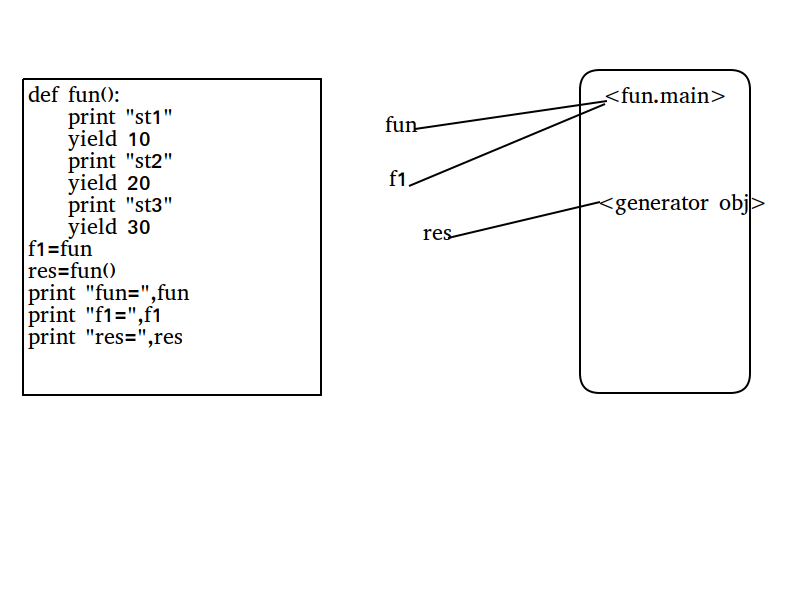 def fun():
    print "st1"
    yield 10
    print "st2"
    yield 20
    print "st3"
    yield 30
f1=fun
res=fun()
print "fun=",fun
print "f1=",f1
print "res=",res
fun
f1
res
<fun.main>
<generator obj>